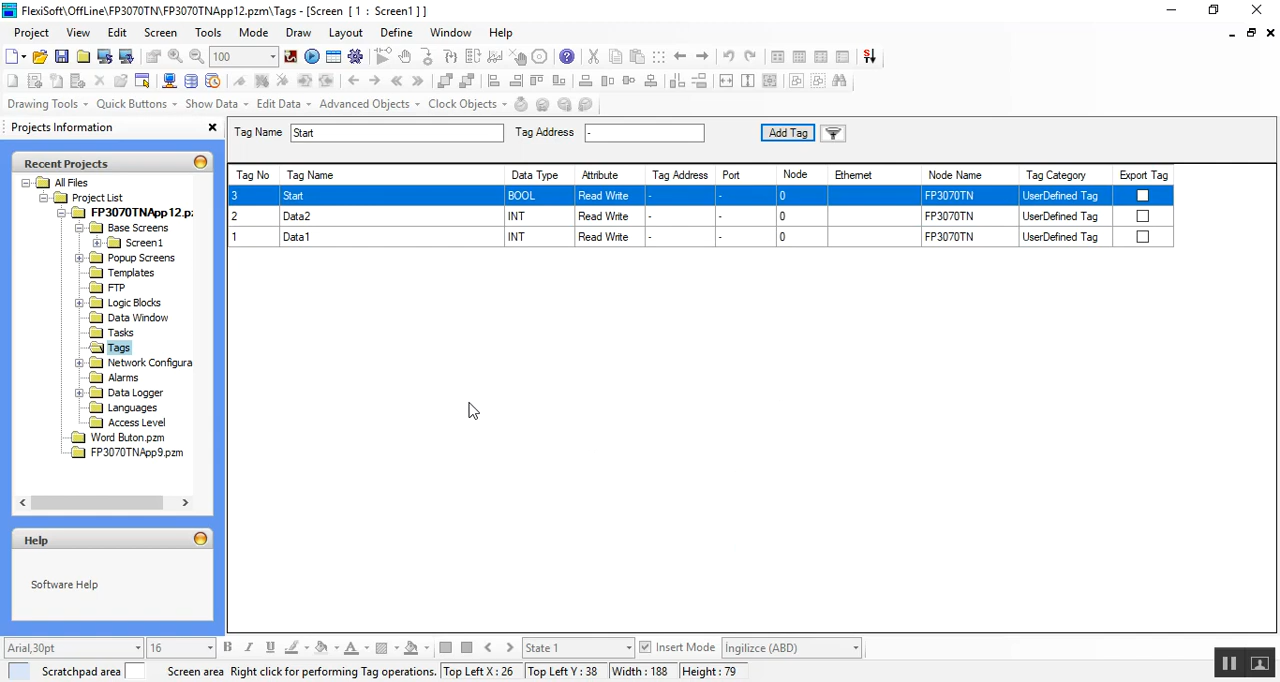 FlexiSoft\OffLine\FP3070TN\FP3070TNApp12.pzm\Tags - [Screen [ 1 : Screen1 ] ]
Project View Edit Screen Tools Mode Draw Layout Define Window Help
100
Drawing Tools Quick Buttons Show Data Edit Data Advanced Objects Clock Objects
Projects Information
Tag Name Start Tag Address - Add Tag
Recent Projects
All Files
Project List
FP3070TNApp12.p
Base Screens
Screen1
Popup Screens
Templates
FTP
Logic Blocks
Data Window
Tasks
Tags
Network Configura
Alarms
Data Logger
Languages
Access Level
Word Buton.pzm
FP3070TNApp9.pzm
Tag No Tag Name Data Type Attribute Tag Address Port Node Ethernet Node Name Tag Category Export Tag
3 Start BOOL Read Write - - 0 FP3070TN UserDefined Tag
2 Data2 INT Read Write - - 0 FP3070TN UserDefined Tag
1 Data1 INT Read Write - - 0 FP3070TN UserDefined Tag
Help
Software Help
Arial,30pt 16 B I U A State 1 Insert Mode Ingilizce (ABD)
Scratchpad area Screen area Right click for performing Tag operations. Top Left X : 26 Top Left Y : 38 Width : 188 Height : 79